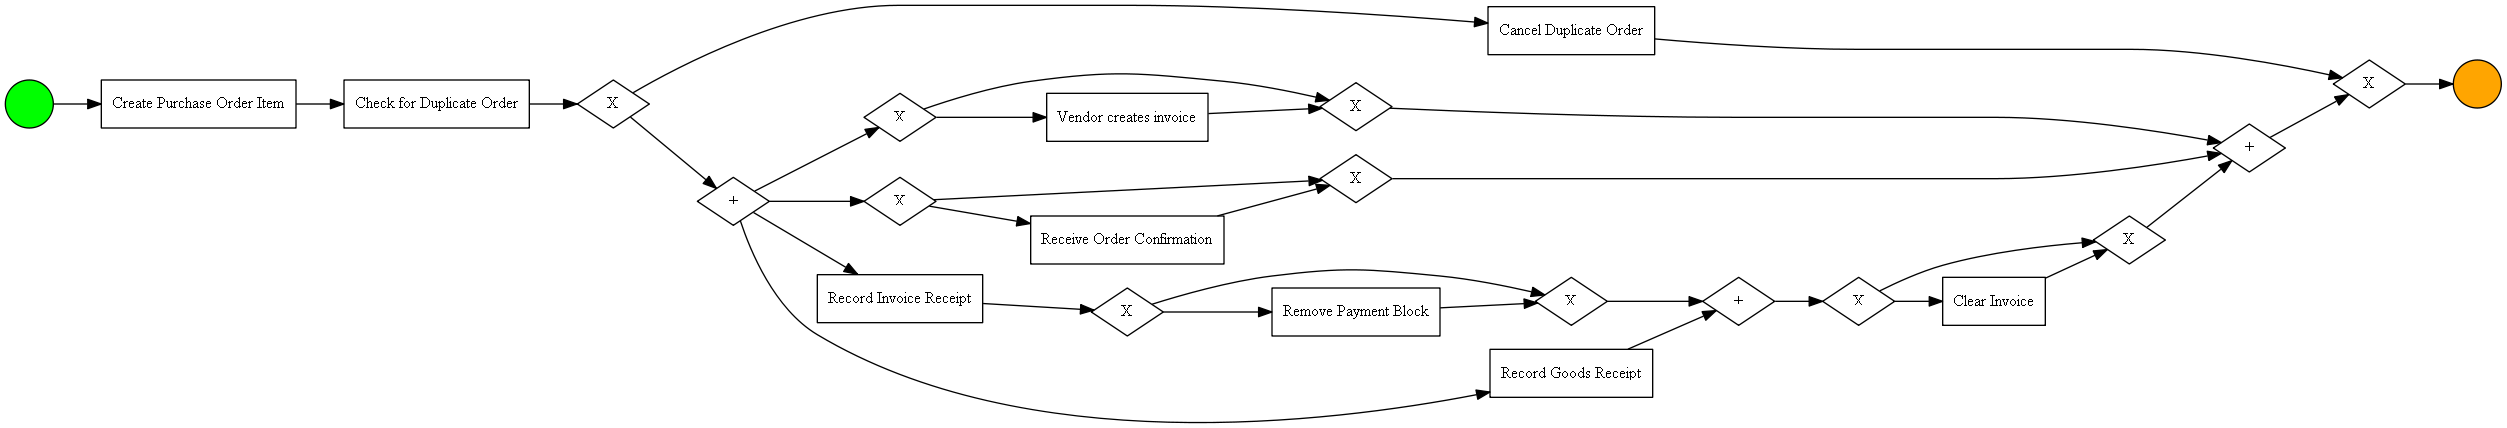 Cancel Duplicate Order
Create Purchase Order Item
Check for Duplicate Order
X
X
X
Vendor creates invoice
X
+
+
X
X
Receive Order Confirmation
X
Record Invoice Receipt
X
Remove Payment Block
X
+
X
Clear Invoice
Record Goods Receipt